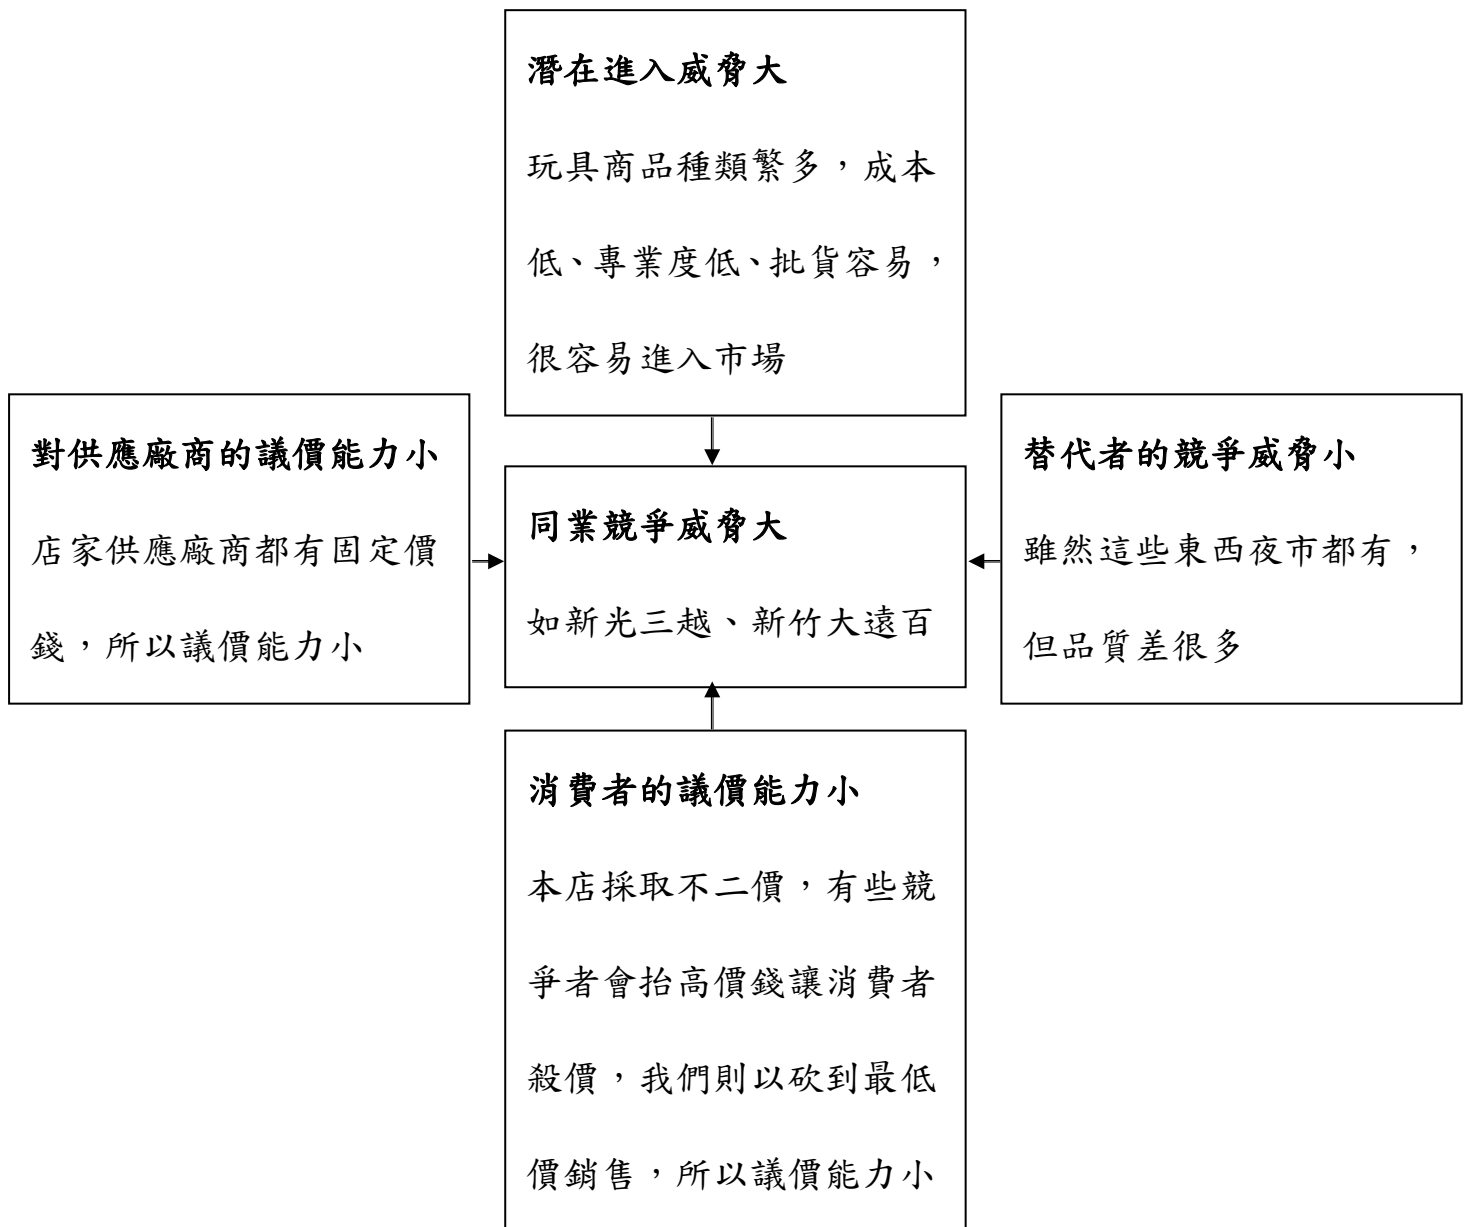 潛在進入威脅大
玩具商品種類繁多，成本
低、專業度低、批貨容易，
很容易進入市場
對供應廠商的議價能力小
店家供應廠商都有固定價
錢，所以議價能力小
同業競爭威脅大
如新光三越、新竹大遠百
替代者的競爭威脅小
雖然這些東西夜市都有，
但品質差很多
消費者的議價能力小
本店採取不二價，有些競
爭者會抬高價錢讓消費者
殺價，我們則以砍到最低
價銷售，所以議價能力小